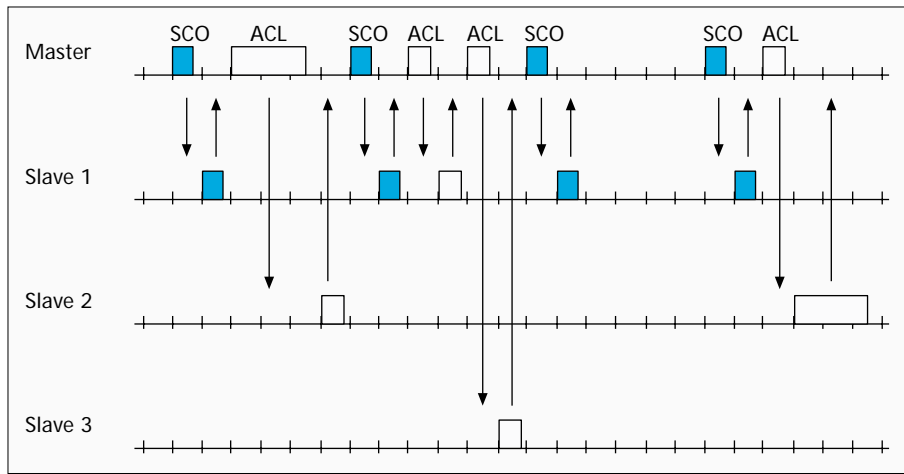 SCO ACL SCO ACL ACL SCO SCO ACL
Master
Slave 1
Slave 2
Slave 3